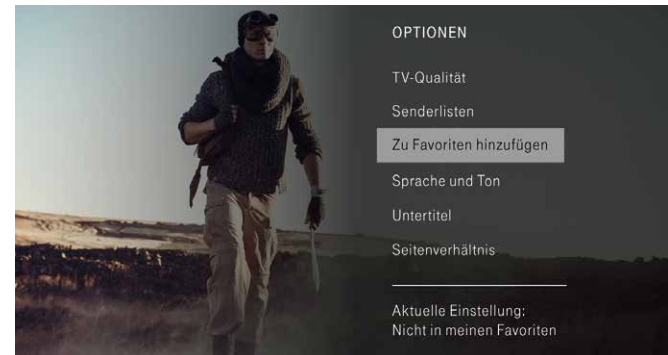 OPTIONEN
TV-Qualität
Senderlisten
Zu Favoriten hinzufügen
Sprache und Ton
Untertitel
Seitenverhältnis
Aktuelle Einstellung:
Nicht in meinen Favoriten